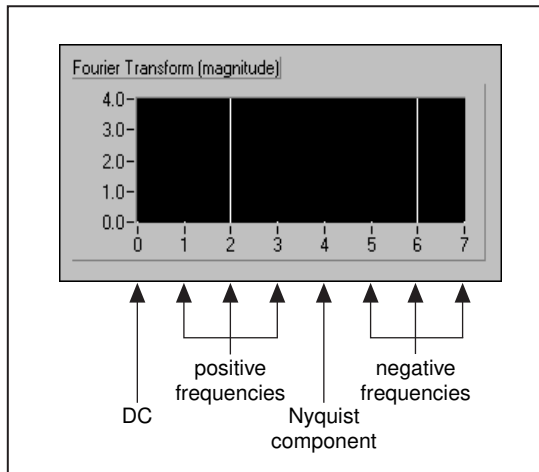 Fourier Transform (magnitude)
4.0
3.0
2.0
1.0
0.0
0 1 2 3 4 5 6 7
positive frequencies
negative frequencies
DC
Nyquist component